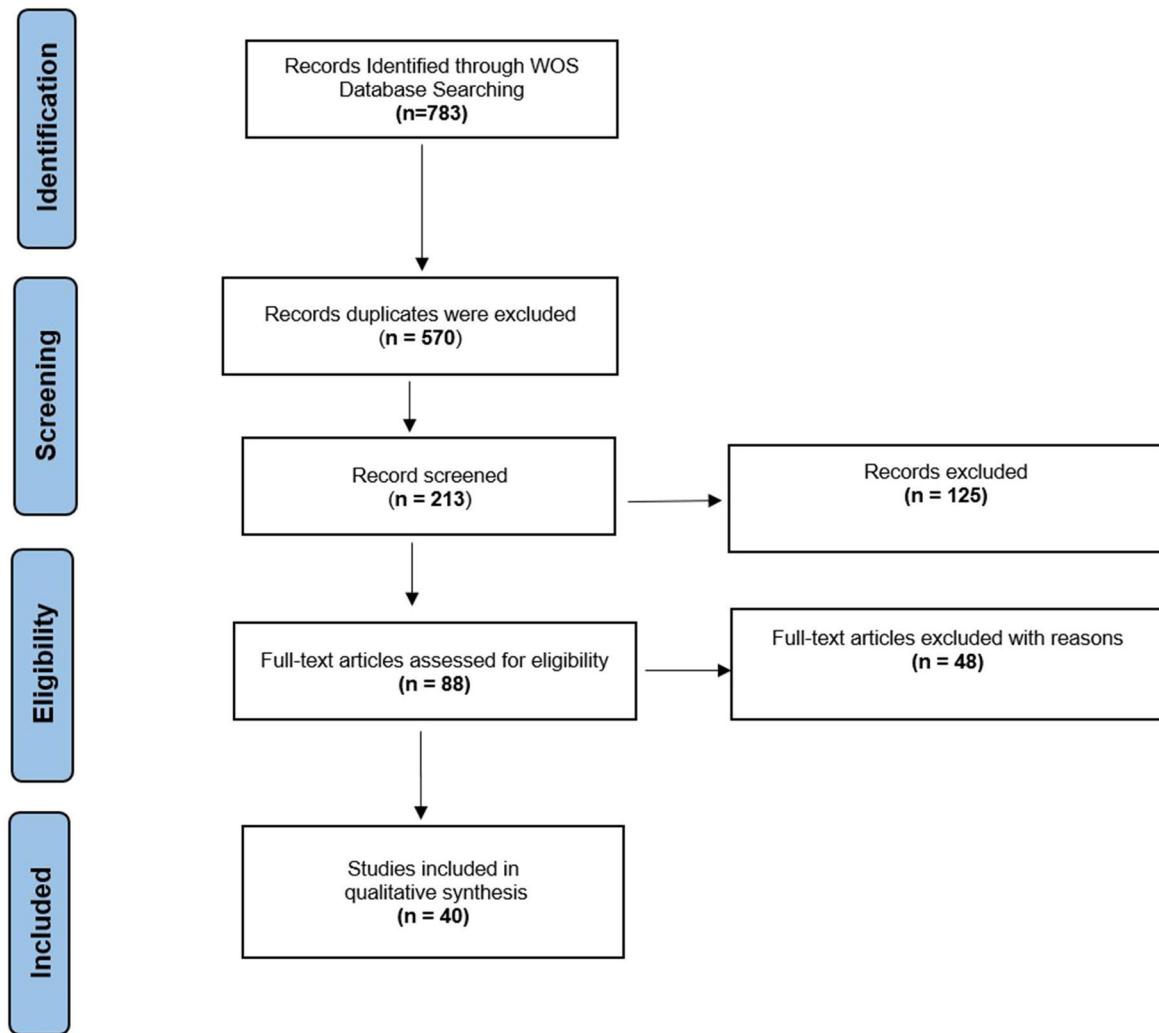 Identification
Records Identified through WOS
Database Searching
(n=783)
Screening
Records duplicates were excluded
(n = 570)
Record screened
(n = 213)
Records excluded
(n = 125)
Eligibility
Full-text articles assessed for eligibility
(n = 88)
Full-text articles excluded with reasons
(n = 48)
Included
Studies included in
qualitative synthesis
(n = 40)